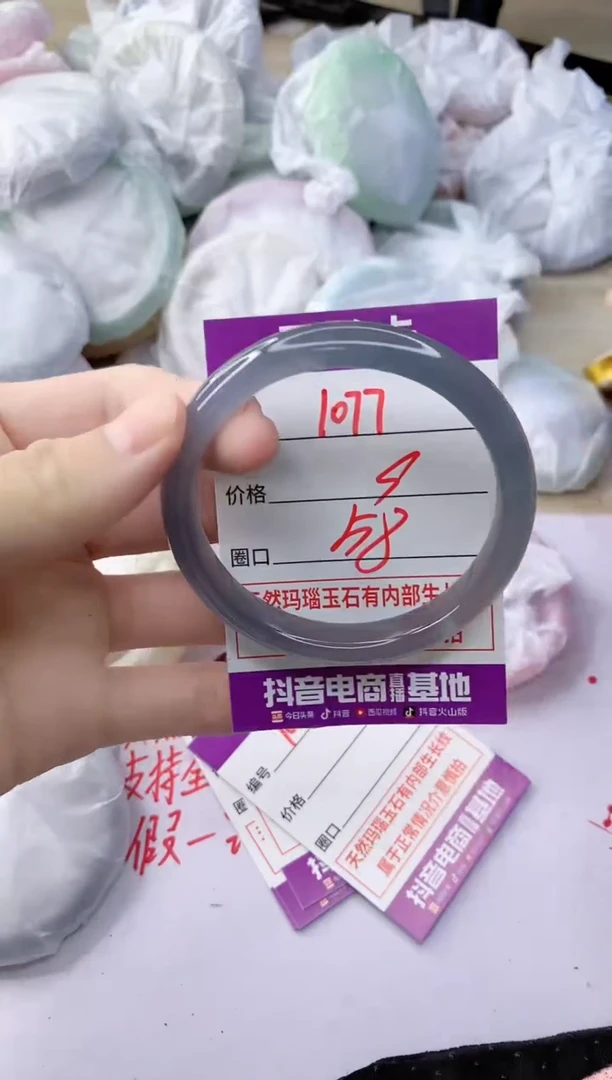 1077
价格 9
圈口 58
天然玛瑙玉石有内部生长
抖音电商直播基地
今日头条 抖音 西瓜视频 抖音火山版
支持全
假一
编号
价格
圈口
天然玛瑙玉石有内部生长纹
属于正常情况介意慎拍
抖音电商直播基地
圈